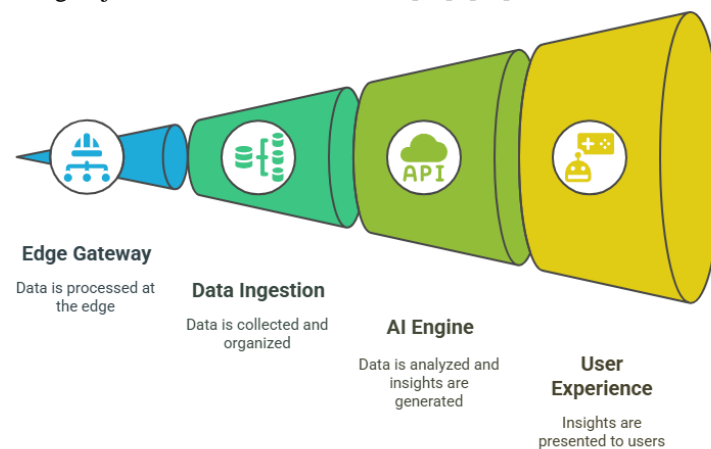 API
Edge Gateway
Data is processed at
the edge
Data Ingestion
Data is collected and
organized
AI Engine
Data is analyzed and
insights are
generated
User
Experience
Insights are
presented to users